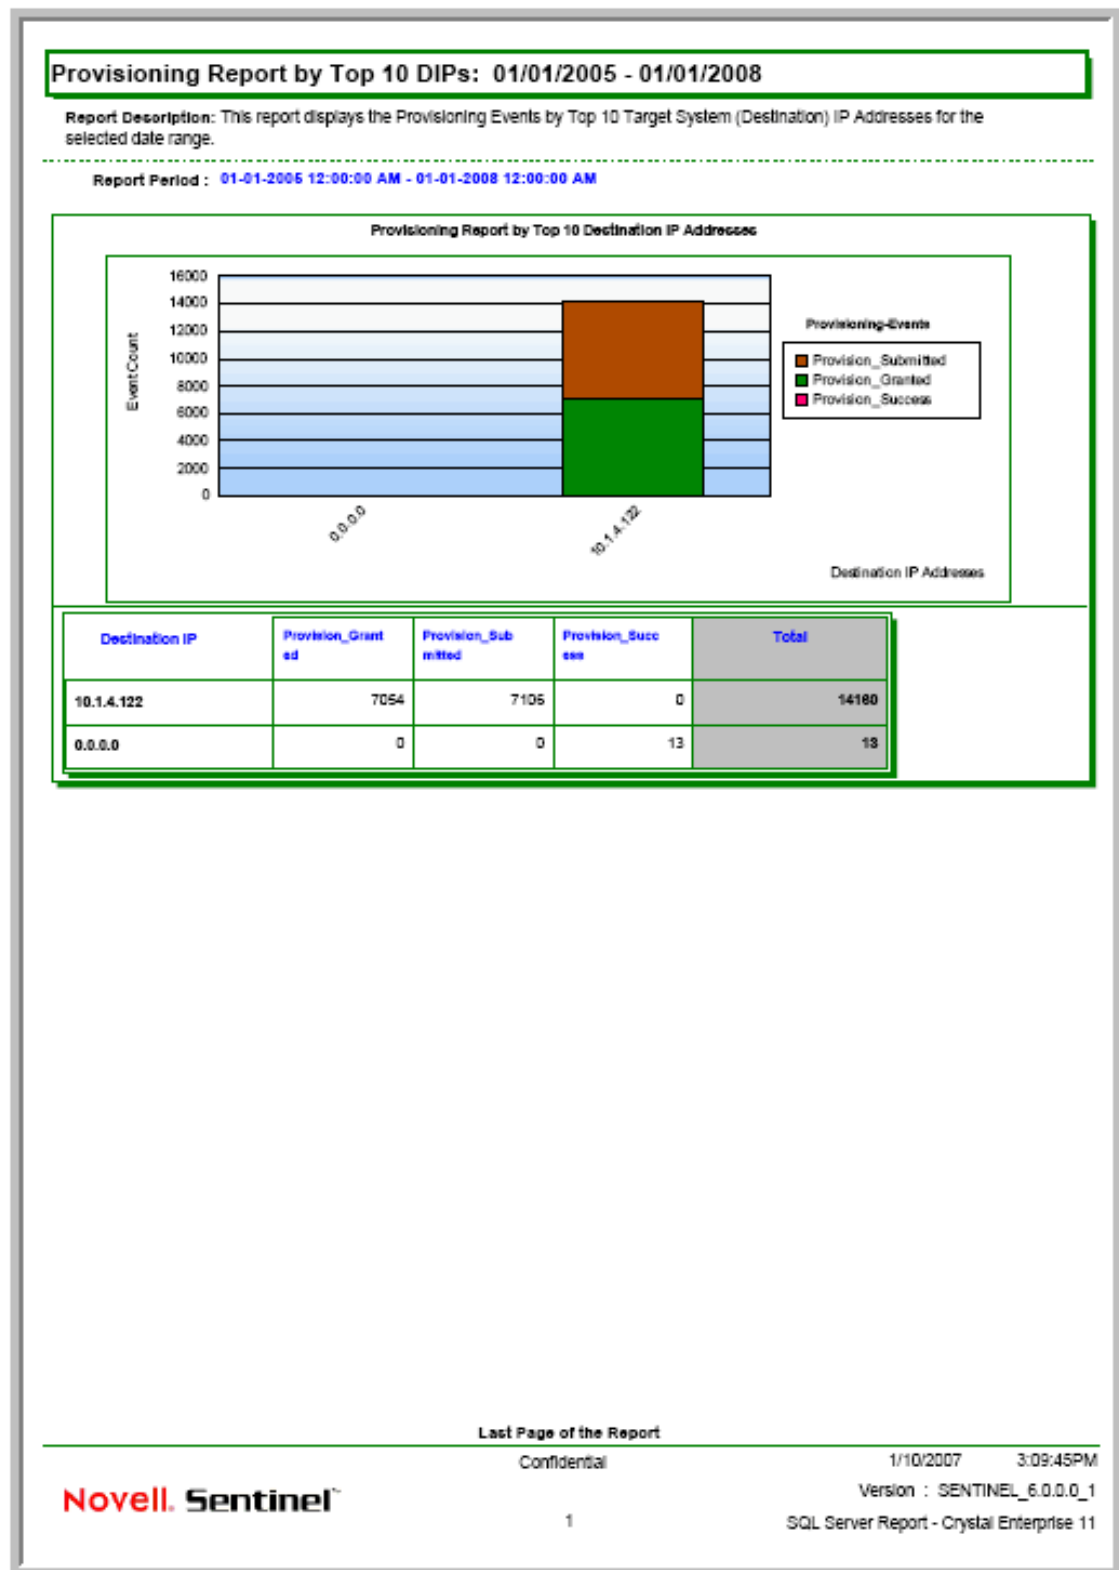 Provisioning Report by Top 10 DIPs: 01/01/2005 - 01/01/2008
Report Description: This report displays the Provisioning Events by Top 10 Target System (Destination) IP Addresses for the
selected date range.
Report Period : 01-01-2005 12:00:00 AM - 01-01-2008 12:00:00 AM
Provisioning Report by Top 10 Destination IP Addresses
16000
14000
12000
10000
8000
6000
4000
2000
0
Event Count
0.0.0.0
10.1.4.122
Destination IP Addresses
Provisioning-Events
Provision_Submitted
Provision_Granted
Provision_Success
Destination IP Provision_Grant Provision_Sub Provision_Succ Total
ed mitted ess
10.1.4.122 7054 7106 0 14160
0.0.0.0 0 0 13 13
Last Page of the Report
Confidential 1/10/2007 3:09:45PM
Novell. Sentinel™ Version : SENTINEL_6.0.0.0_1
1 SQL Server Report - Crystal Enterprise 11